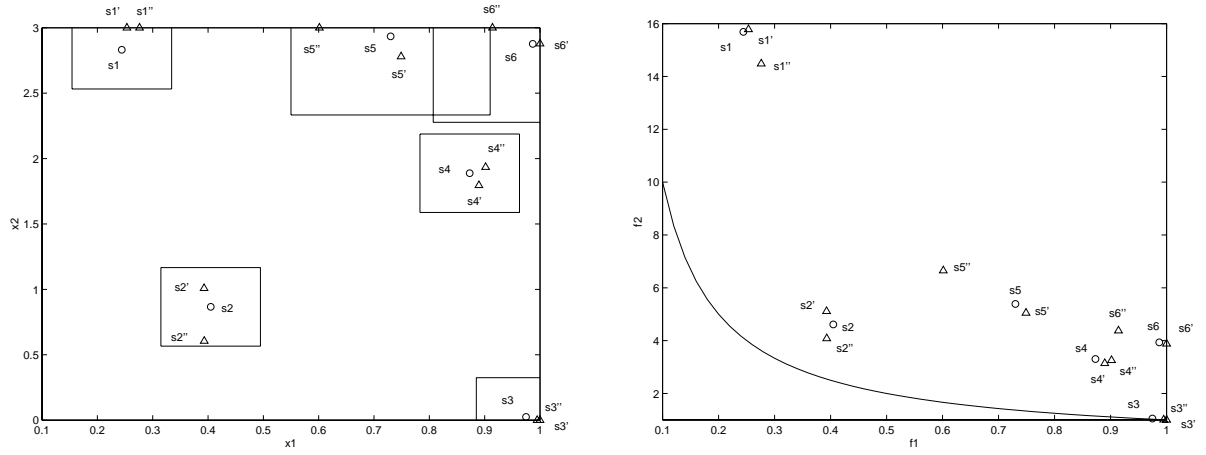 s1’ s1’’ s6’’
3
s1
s5’’ s5 s5’ s6 s6’
2.5
2
s4 s4’’ s4’
x2
1.5
1
s2’ s2 s2’’
0.5
s3 s3’’ s3’
0
0.1 0.2 0.3 0.4 0.5 0.6 0.7 0.8 0.9 1
x1
16
s1 s1’
s1’’
14
12
10
f2
8
s5’’
6
s5 s5’
s2’ s2 s2’’
s6’’ s6 s6’
4
s4 s4’ s4’’
2
s3 s3’’ s3’
0.1 0.2 0.3 0.4 0.5 0.6 0.7 0.8 0.9 1
f1